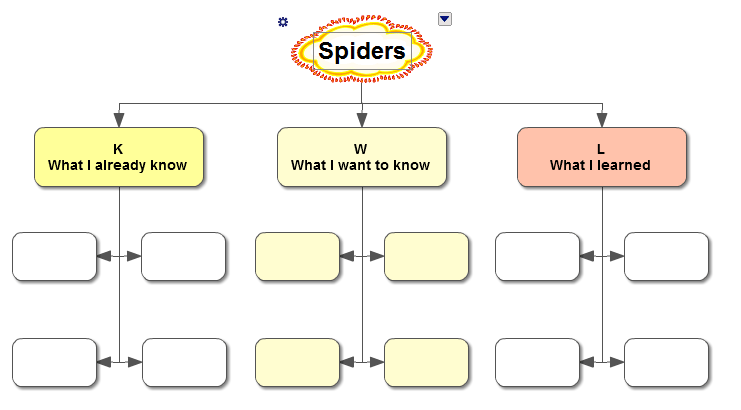 Spiders
K
What I already know
W
What I want to know
L
What I learned